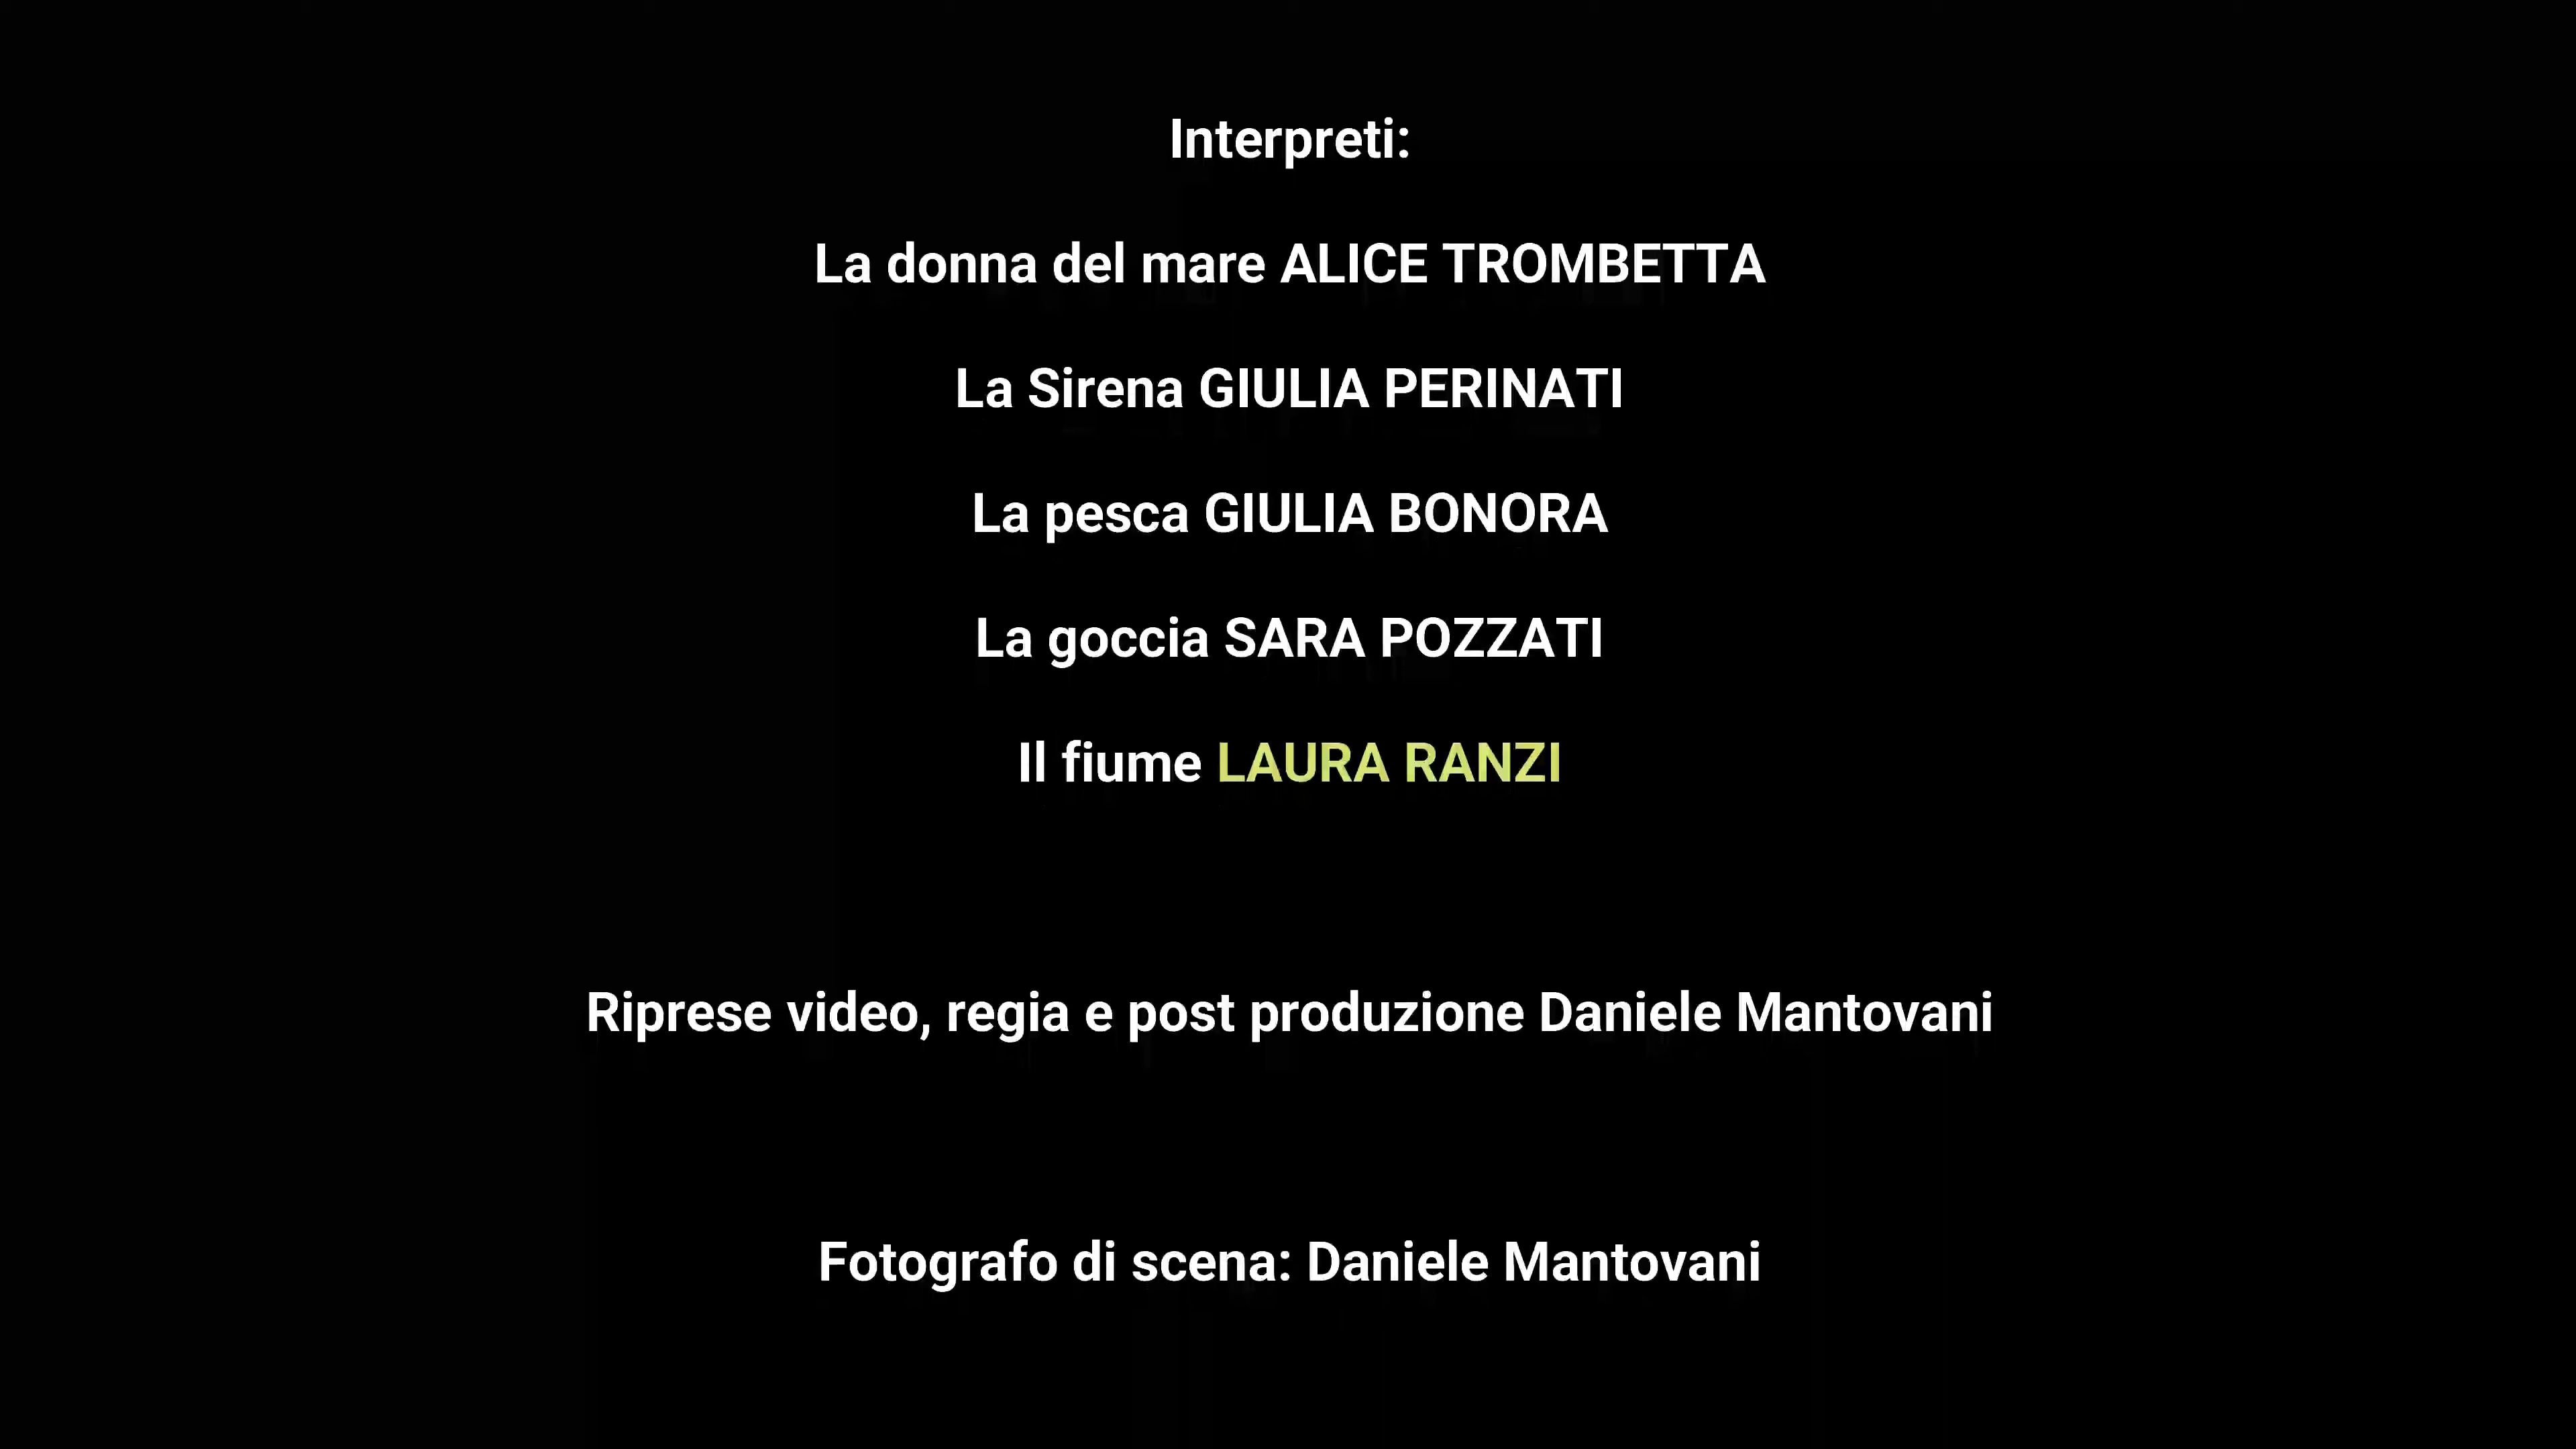 Interpreti:
La donna del mare ALICE TROMBETTA
La Sirena GIULIA PERINATI
La pesca GIULIA BONORA
La goccia SARA POZZATI
Il fiume LAURA RANZI
Riprese video, regia e post produzione Daniele Mantovani
Fotografo di scena: Daniele Mantovani